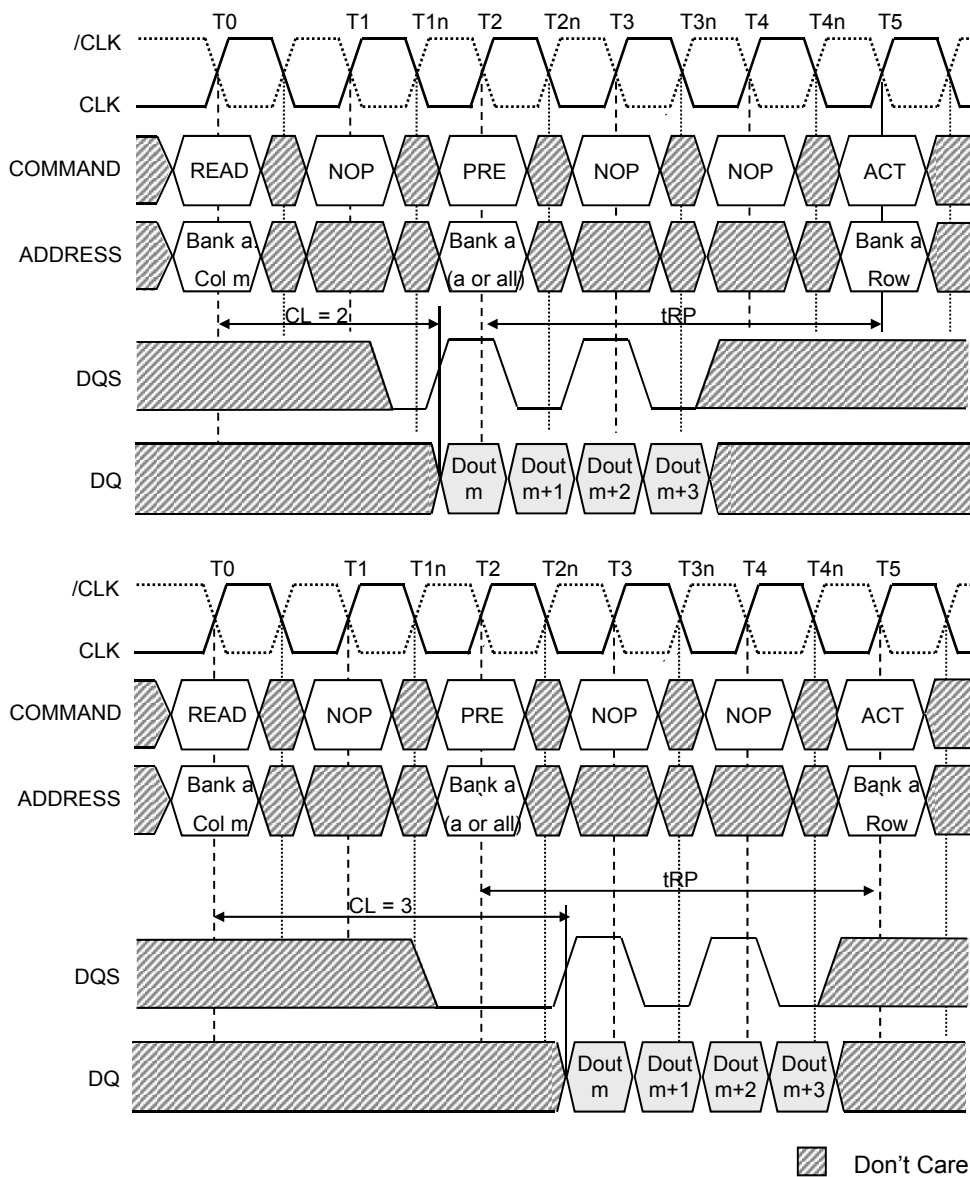 T0 T1 T1n T2 T2n T3 T3n T4 T4n T5
/CLK
CLK
COMMAND READ NOP PRE NOP NOP ACT
ADDRESS Bank a. Bank a Bank a
Col m (a or all) Row
CL = 2 tRP
DQS
DQ Dout Dout Dout Dout
m m+1 m+2 m+3
T0 T1 T1n T2 T2n T3 T3n T4 T4n T5
/CLK
CLK
COMMAND READ NOP PRE NOP NOP ACT
ADDRESS Bank a Bank a Bank a
Col m (a or all) Row
tRP
CL = 3
DQS
DQ Dout Dout Dout Dout
m m+1 m+2 m+3
Don't Care